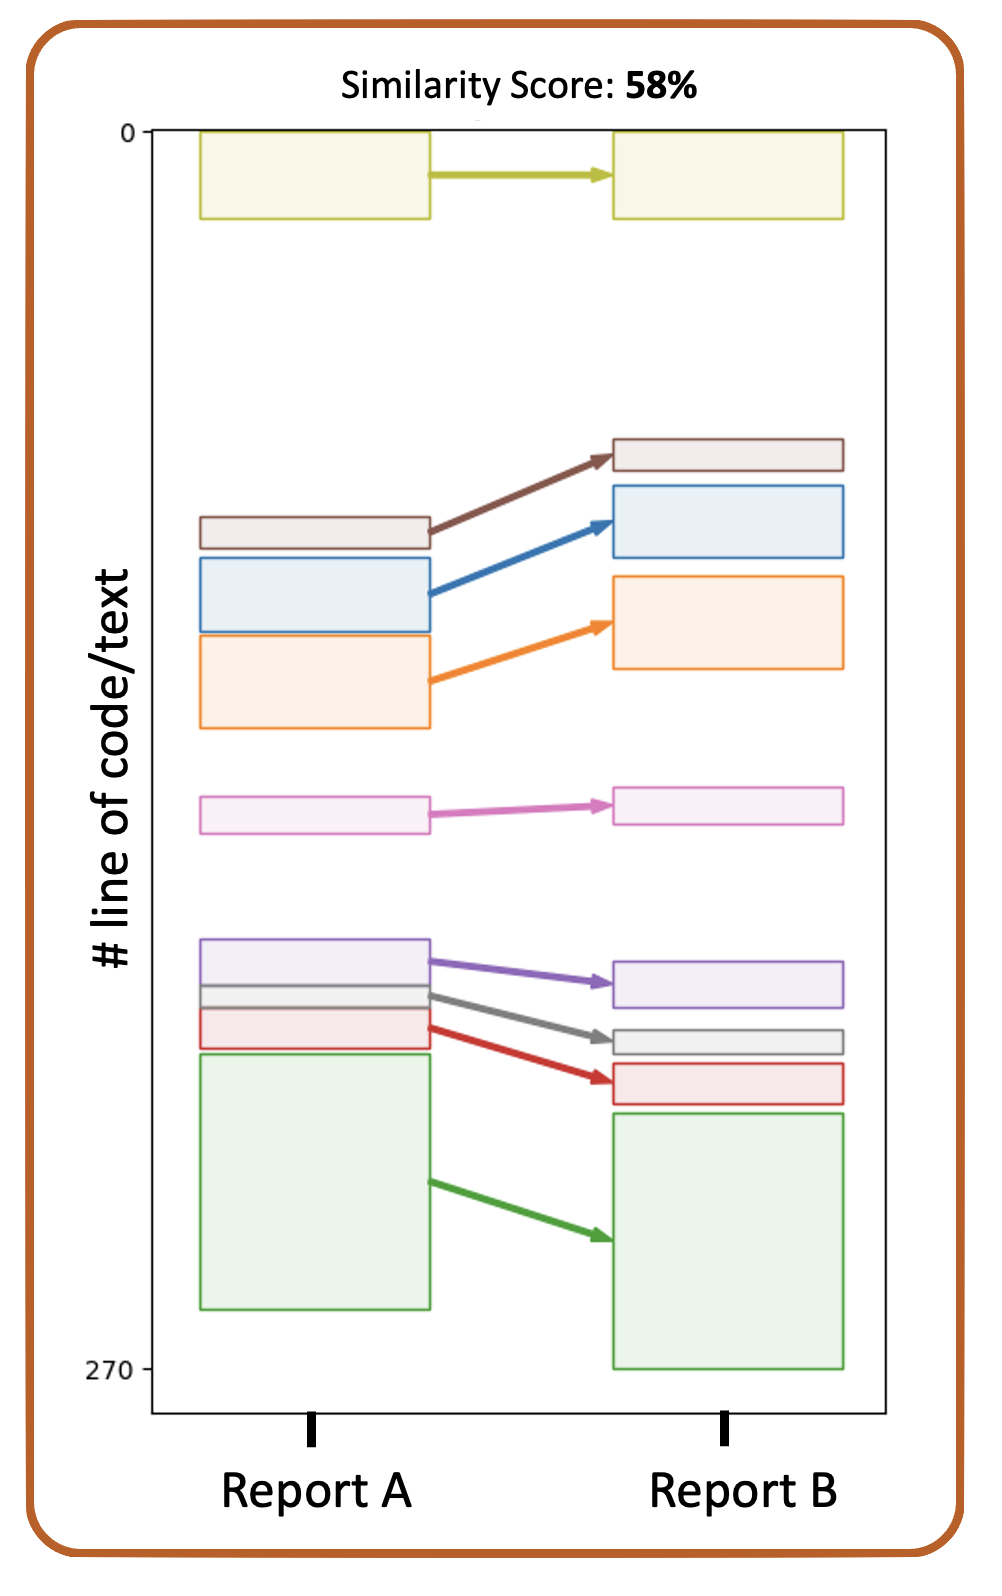 Similarity Score: 58%
0
# line of code/text
270
Report A
Report B